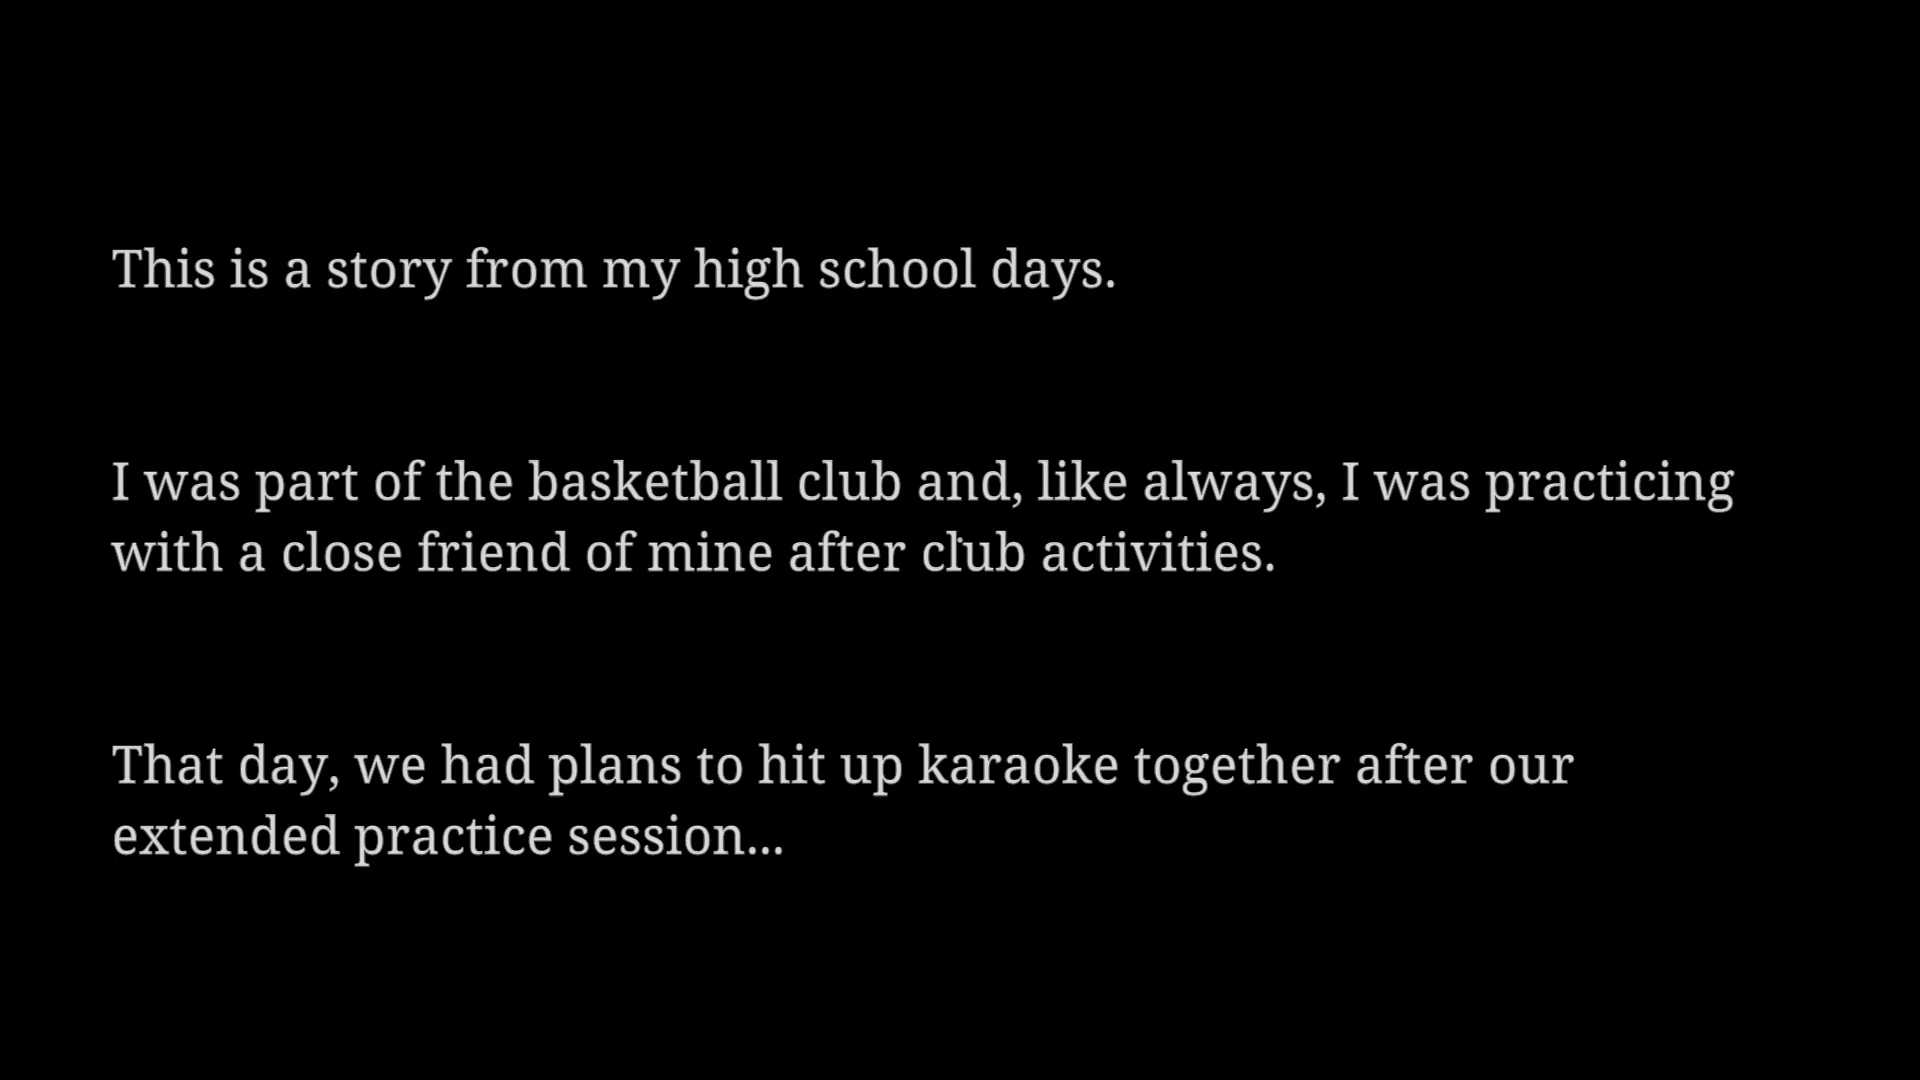 This is a story from my high school days.
I was part of the basketball club and, like always, I was practicing
with a close friend of mine after club activities.
That day, we had plans to hit up karaoke together after our
extended practice session...